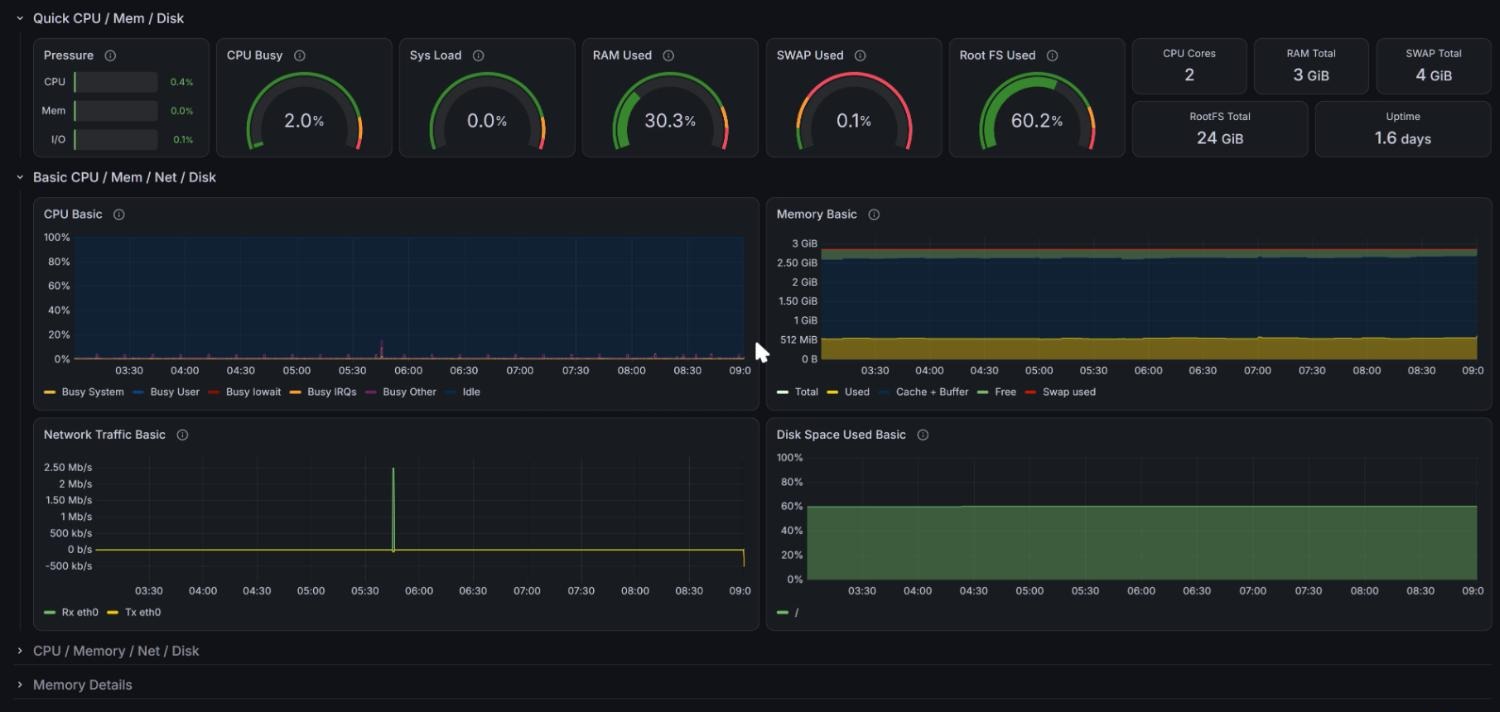 Quick CPU / Mem / Disk
Pressure
CPU 0.4%
Mem 0.0%
I/O 0.1%
CPU Busy
2.0%
Sys Load
0.0%
RAM Used
30.3%
SWAP Used
0.1%
Root FS Used
60.2%
CPU Cores
2
RAM Total
3 GiB
SWAP Total
4 GiB
RootFS Total
24 GiB
Uptime
1.6 days
Basic CPU / Mem / Net / Disk
CPU Basic
100%
80%
60%
40%
20%
0%
03:30 04:00 04:30 05:00 05:30 06:00 06:30 07:00 07:30 08:00 08:30 09:0
Busy System Busy User Busy Iowait Busy IRQs Busy Other Idle
Memory Basic
3 GiB
2.50 GiB
2 GiB
1.50 GiB
1 GiB
512 MiB
0 B
03:30 04:00 04:30 05:00 05:30 06:00 06:30 07:00 07:30 08:00 08:30 09:0
Total Used Cache + Buffer Free Swap used
Network Traffic Basic
2.50 Mb/s
2 Mb/s
1.50 Mb/s
1 Mb/s
500 kb/s
0 b/s
-500 kb/s
03:30 04:00 04:30 05:00 05:30 06:00 06:30 07:00 07:30 08:00 08:30 09:0
Rx eth0 Tx eth0
Disk Space Used Basic
100%
80%
60%
40%
20%
0%
03:30 04:00 04:30 05:00 05:30 06:00 06:30 07:00 07:30 08:00 08:30 09:0
/
CPU / Memory / Net / Disk
Memory Details